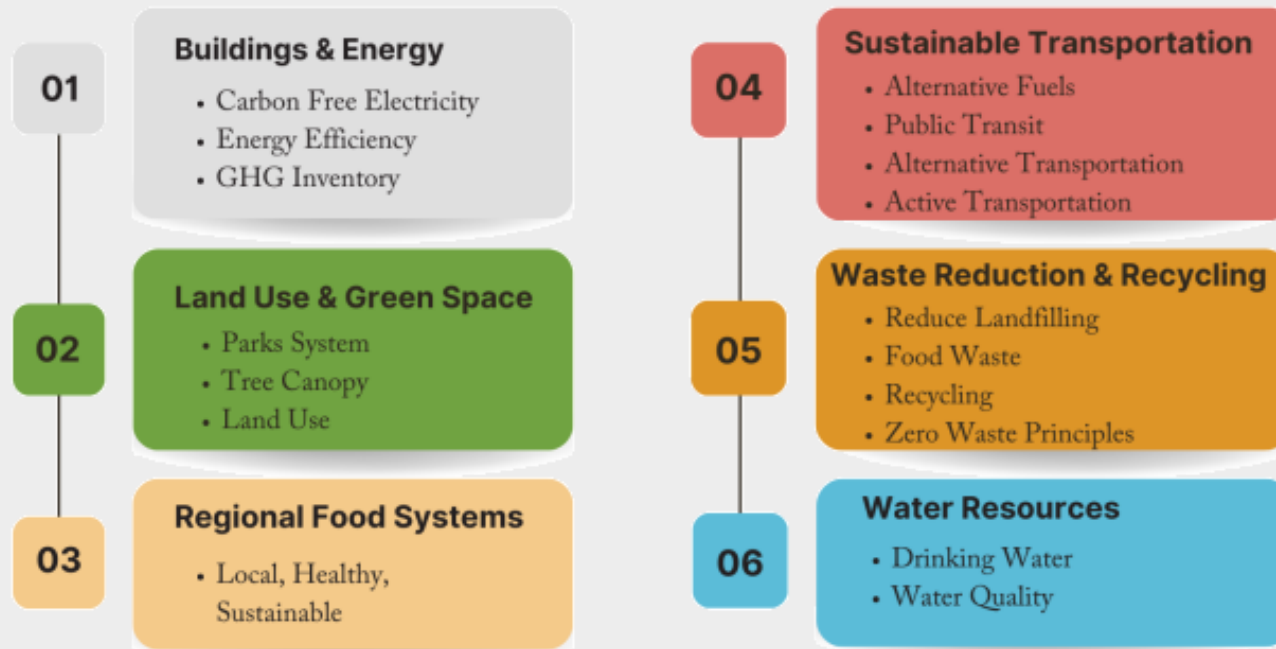 01
Buildings & Energy
• Carbon Free Electricity
• Energy Efficiency
• GHG Inventory
02
Land Use & Green Space
• Parks System
• Tree Canopy
• Land Use
03
Regional Food Systems
• Local, Healthy,
Sustainable
04
Sustainable Transportation
• Alternative Fuels
• Public Transit
• Alternative Transportation
• Active Transportation
05
Waste Reduction & Recycling
• Reduce Landfilling
• Food Waste
• Recycling
• Zero Waste Principles
06
Water Resources
• Drinking Water
• Water Quality